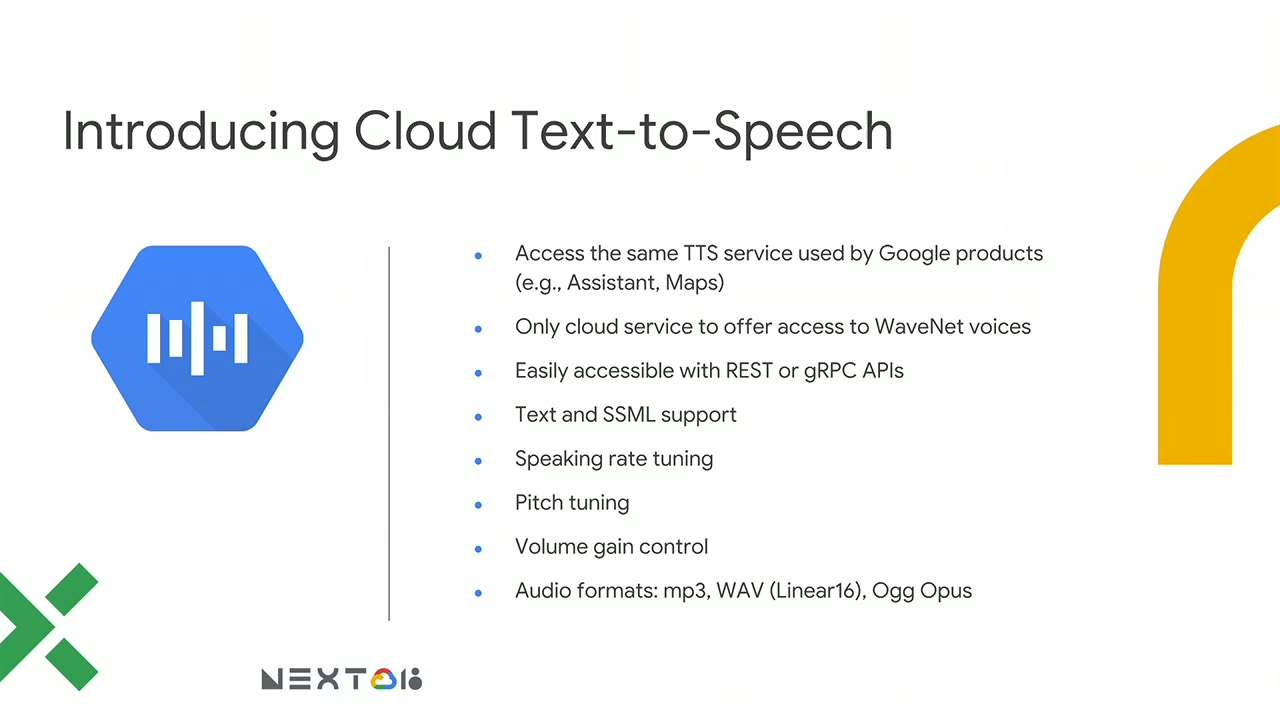 Introducing Cloud Text-to-Speech
• Access the same TTS service used by Google products
(e.g., Assistant, Maps)
• Only cloud service to offer access to WaveNet voices
• Easily accessible with REST or gRPC APIs
• Text and SSML support
• Speaking rate tuning
• Pitch tuning
• Volume gain control
• Audio formats: mp3, WAV (Linear16), Ogg Opus
NEXT 18